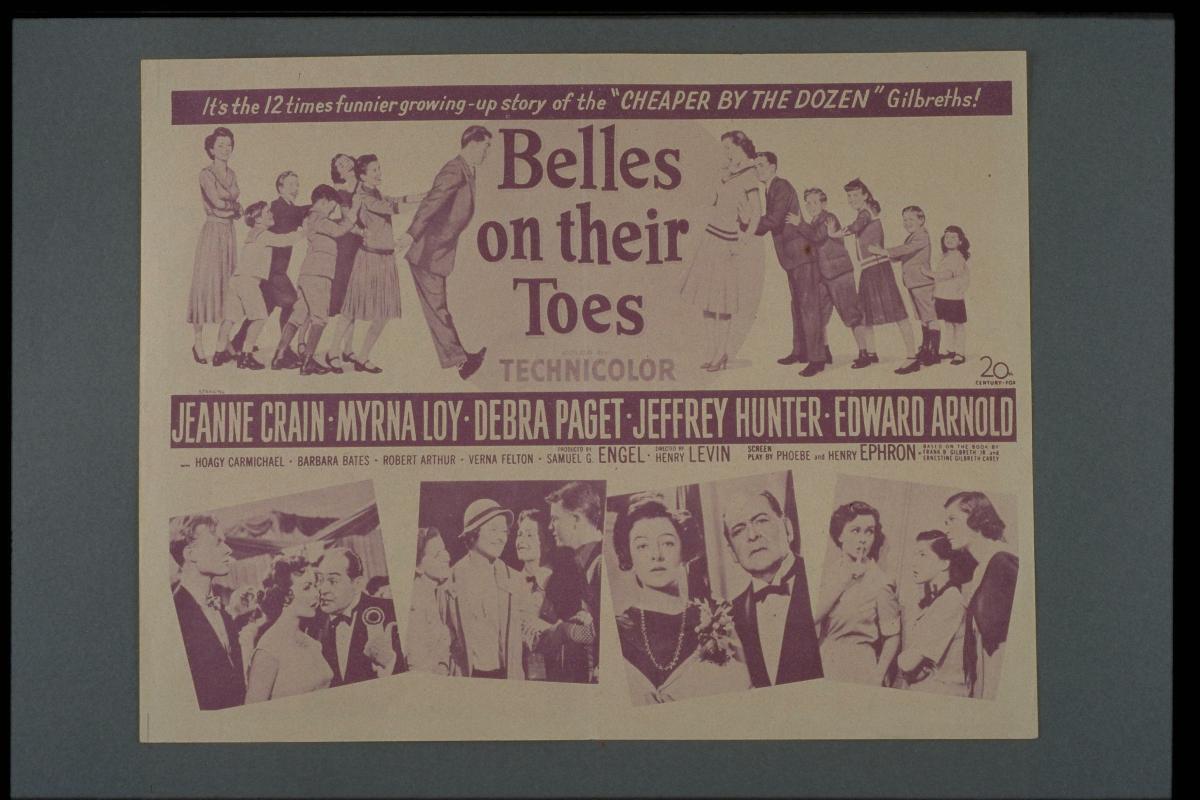 It's the 12 times funnier growing-up story of the "CHEAPER BY THE DOZEN" Gilbreths!
Belles
on their
Toes
COLOR BY
TECHNICOLOR
20th
CENTURY-FOX
STARRING
JEANNE CRAIN · MYRNA LOY · DEBRA PAGET · JEFFREY HUNTER · EDWARD ARNOLD
HOAGY CARMICHAEL · BARBARA BATES · ROBERT ARTHUR · VERNA FELTON · PRODUCED BY SAMUEL G. ENGEL · DIRECTED BY HENRY LEVIN SCREEN PLAY BY PHOEBE and HENRY EPHRON · BASED ON THE BOOK BY FRANK B. GILBRETH JR. and ERNESTINE GILBRETH CAREY